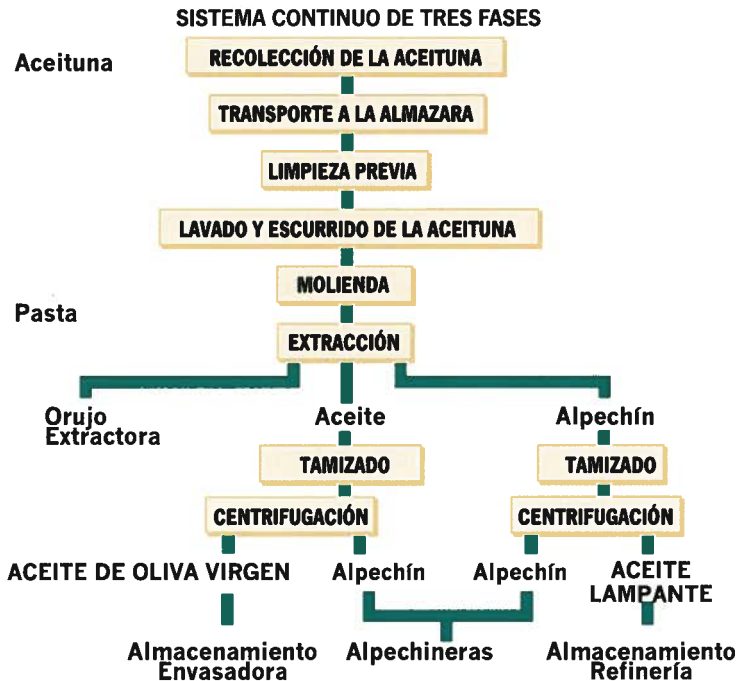 SISTEMA CONTINUO DE TRES FASES
Aceituna
RECOLECCIÓN DE LA ACEITUNA
TRANSPORTE A LA ALMAZARA
LIMPIEZA PREVIA
LAVADO Y ESCURRIDO DE LA ACEITUNA
MOLIENDA
Pasta
EXTRACCIÓN
Orujo
Extractora
Aceite
Alpechín
TAMIZADO
TAMIZADO
CENTRIFUGACIÓN
CENTRIFUGACIÓN
ACEITE DE OLIVA VIRGEN
Alpechín
Alpechín
ACEITE
LAMPANTE
Almacenamiento
Envasadora
Alpechineras
Almacenamiento
Refinería